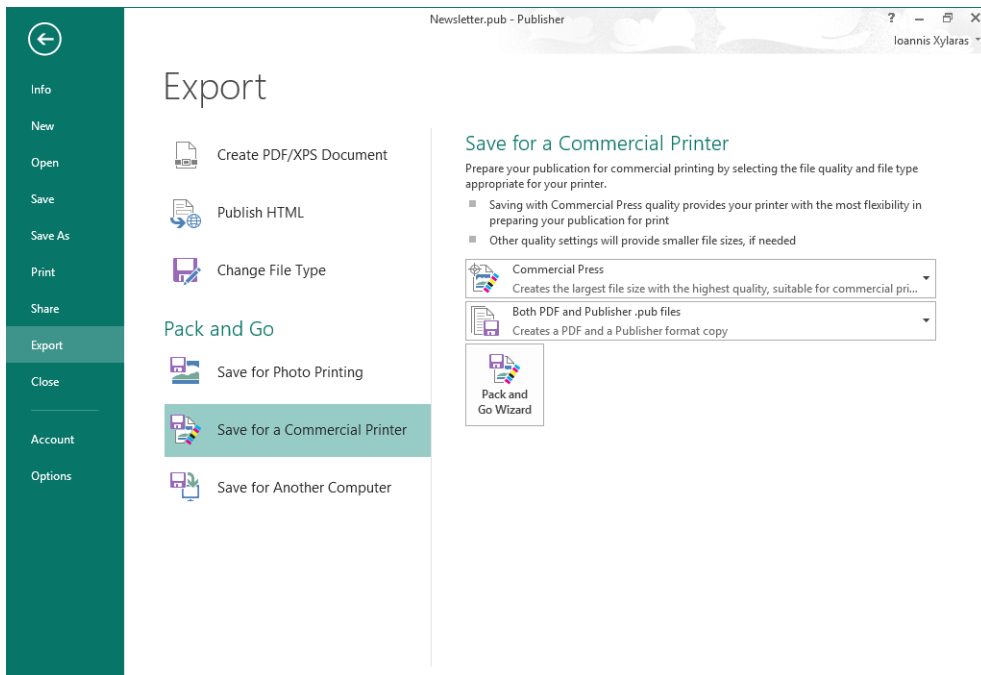 Newsletter.pub - Publisher
?
Ioannis Xylaras
Info
New
Open
Save
Save As
Print
Share
Export
Close
Account
Options
Export
Create PDF/XPS Document
Publish HTML
Change File Type
Pack and Go
Save for Photo Printing
Save for a Commercial Printer
Save for Another Computer
Save for a Commercial Printer
Prepare your publication for commercial printing by selecting the file quality and file type
appropriate for your printer.
Saving with Commercial Press quality provides your printer with the most flexibility in
preparing your publication for print
Other quality settings will provide smaller file sizes, if needed
Commercial Press
Creates the largest file size with the highest quality, suitable for commercial pri...
Both PDF and Publisher .pub files
Creates a PDF and a Publisher format copy
Pack and
Go Wizard